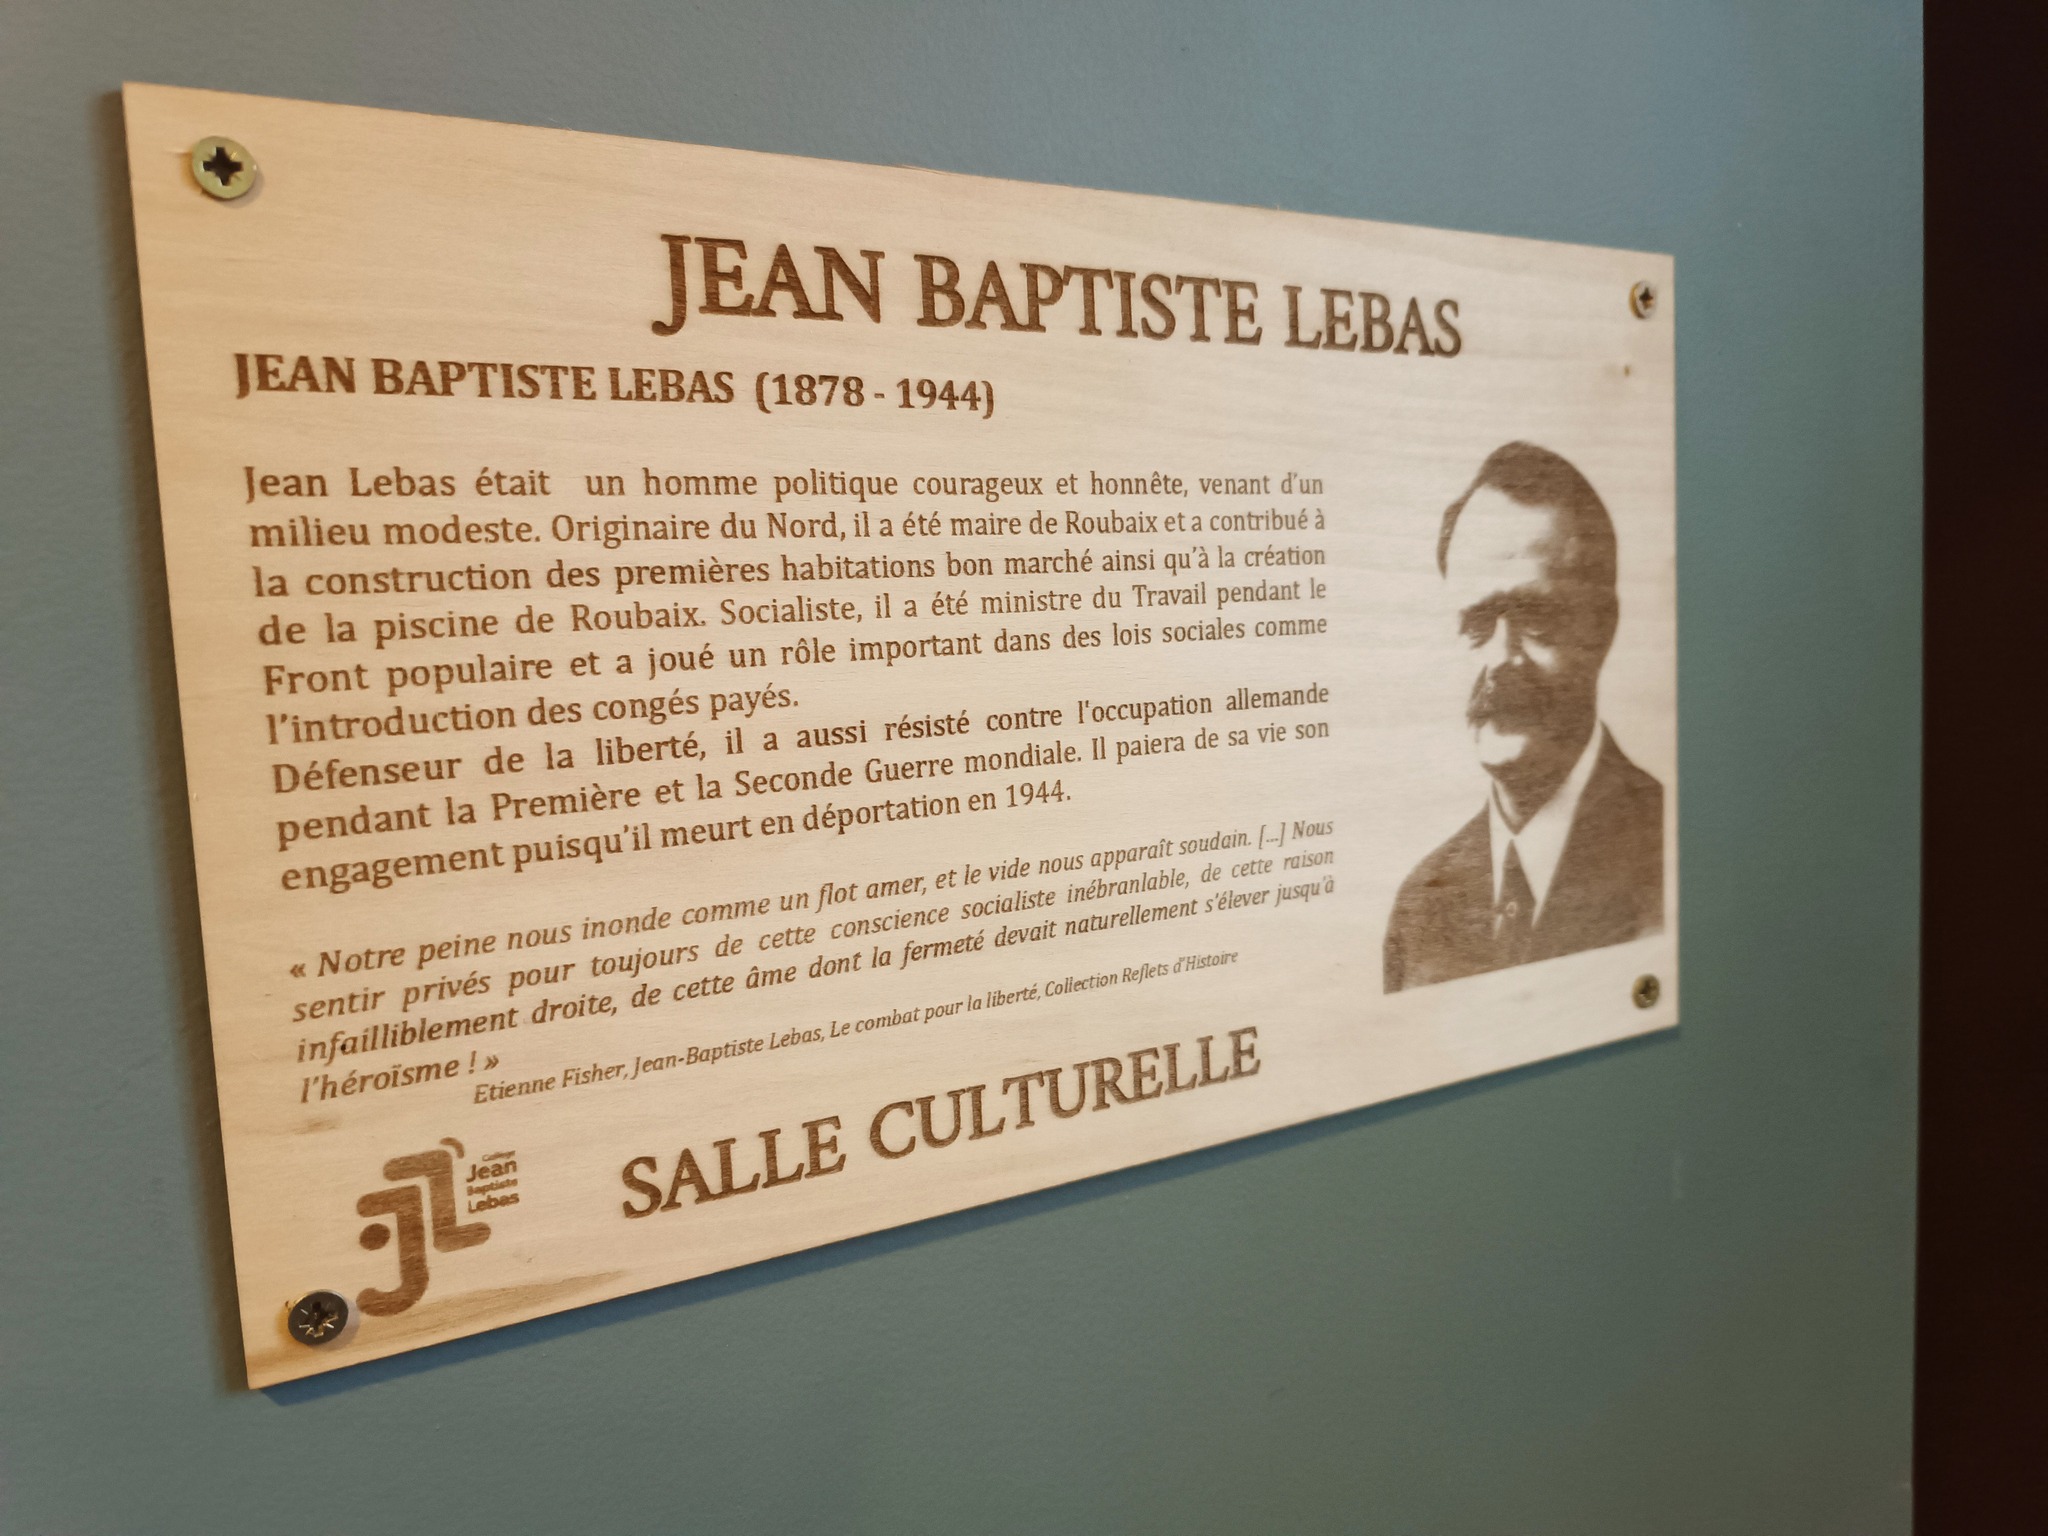 JEAN BAPTISTE LEBAS
JEAN BAPTISTE LEBAS (1878 - 1944)
Jean Lebas était un homme politique courageux et honnête, venant d'un
milieu modeste. Originaire du Nord, il a été maire de Roubaix et a contribué à
la construction des premières habitations bon marché ainsi qu'à la création
de la piscine de Roubaix. Socialiste, il a été ministre du Travail pendant le
Front populaire et a joué un rôle important dans des lois sociales comme
l'introduction des congés payés.
Défenseur de la liberté, il a aussi résisté contre l'occupation allemande
pendant la Première et la Seconde Guerre mondiale. Il paiera de sa vie son
engagement puisqu'il meurt en déportation en 1944.
« Notre peine nous inonde comme un flot amer, et le vide nous apparaît soudain. [...] Nous
sentir privés pour toujours de cette conscience socialiste inébranlable, de cette raison
infailliblement droite, de cette âme dont la fermeté devait naturellement s'élever jusqu'à
l'héroïsme ! »
Etienne Fisher, Jean-Baptiste Lebas, Le combat pour la liberté, Collection Reflets d'Histoire
Collège
Jean
Baptiste
Lebas
SALLE CULTURELLE